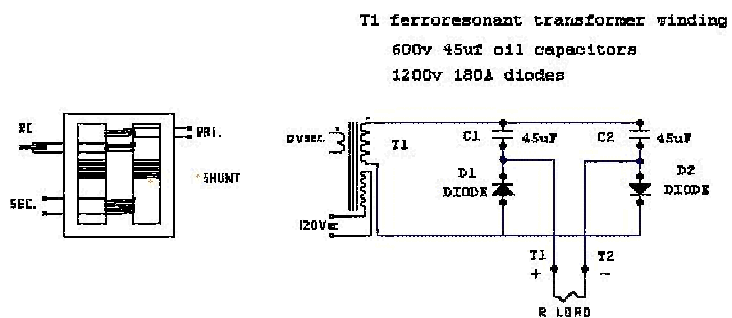 T1 ferroresonant transformer winding
600v 45uf oil capacitors
1200v 180A diodes
PRI.
SEC.
*SHUNT
T1
120V
C1
45uF
C2
45uF
D1
DIODE
D2
DIODE
T1
T2
+
-
R LOAD